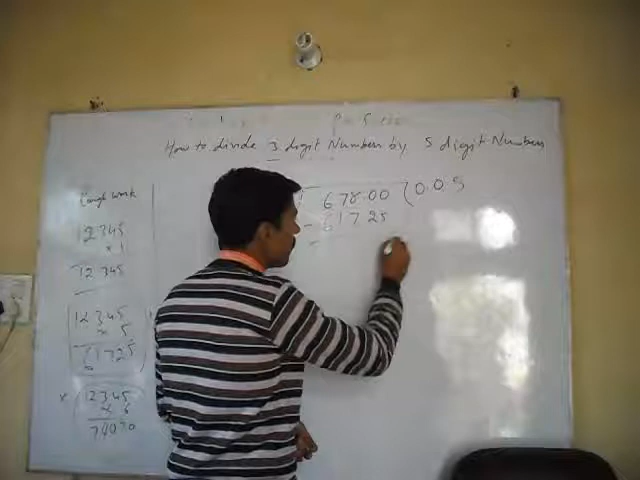 How to divide 3 digit Numbers by 5 digit Numbers
Rough work
12345
x 1
12345
12345
x 5
61725
x 12345
x 6
74070
678.00 ( 0.05
- 61725